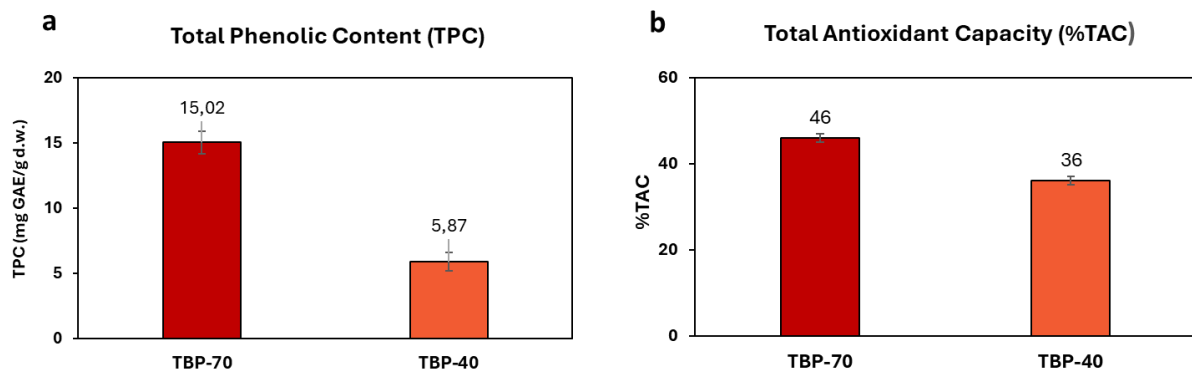 a
Total Phenolic Content (TPC)
TPC (mg GAE/g d.w.)
20
15
10
5
0
15,02
5,87
TBP-70
TBP-40
b
Total Antioxidant Capacity (%TAC)
%TAC
60
40
20
0
46
36
TBP-70
TBP-40